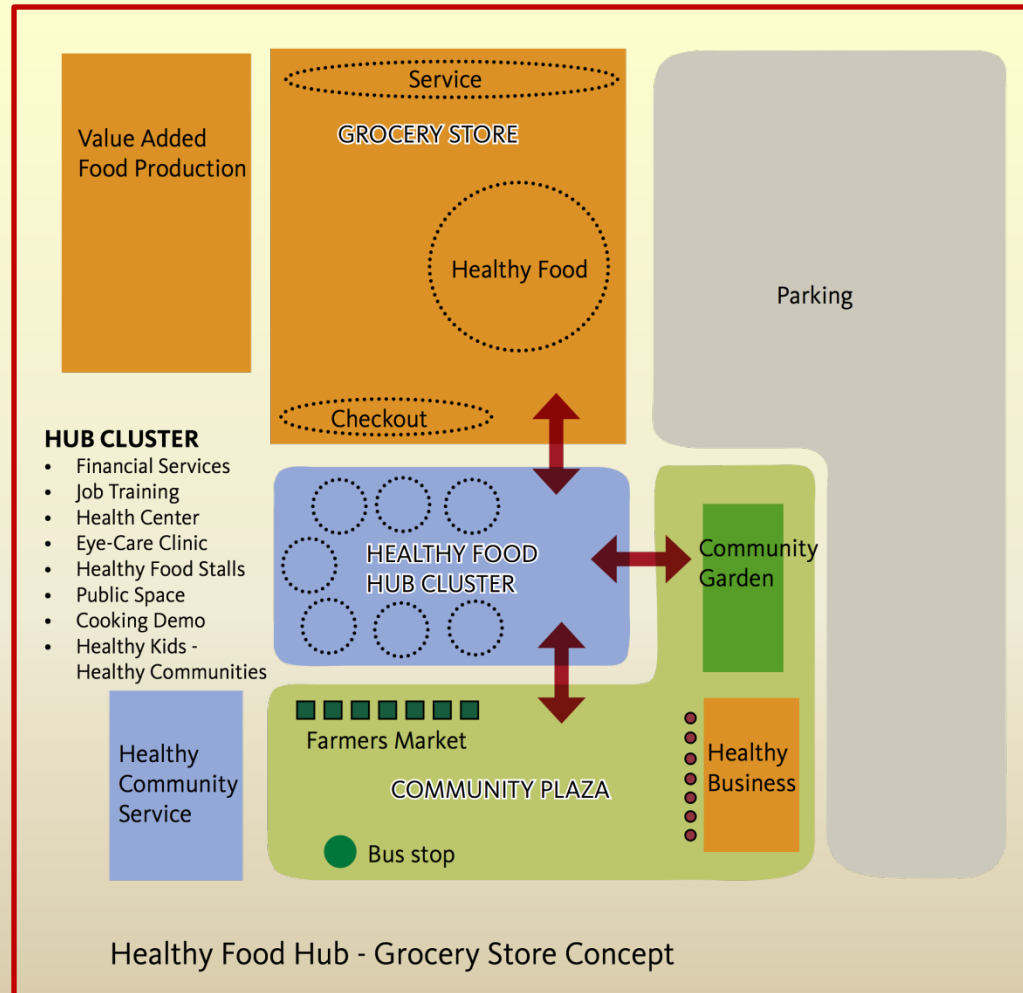 Service
GROCERY STORE
Value Added
Food Production
Healthy Food
Parking
Checkout
HUB CLUSTER
• Financial Services
• Job Training
• Health Center
• Eye-Care Clinic
• Healthy Food Stalls
• Public Space
• Cooking Demo
• Healthy Kids -
Healthy Communities
HEALTHY FOOD
HUB CLUSTER
Community
Garden
Healthy
Community
Service
Farmers Market
COMMUNITY PLAZA
Healthy
Business
Bus stop
Healthy Food Hub - Grocery Store Concept